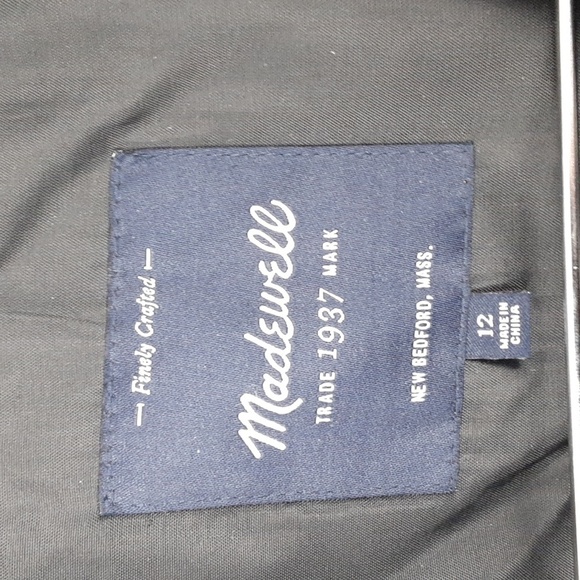 Finely Crafted
Madewell
TRADE 1937 MARK
NEW BEDFORD, MASS.
12
MADE IN
CHINA